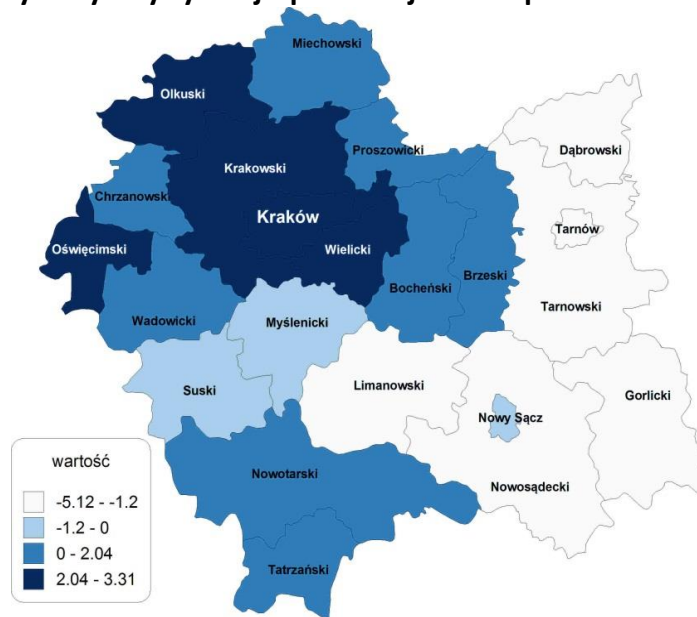 Miechowski
Olkuski
Proszowicki
Dąbrowski
Krakowski
Chrzanowski
Kraków
Tarnów
Oświęcimski
Wielicki
Brzeski
Bocheński
Tarnowski
Wadowicki
Myślenicki
Limanowski
Suski
Gorlicki
Nowy Sącz
Nowotarski
Nowosądecki
Tatrzański
wartość
-5.12 - -1.2
-1.2 - 0
0 - 2.04
2.04 - 3.31